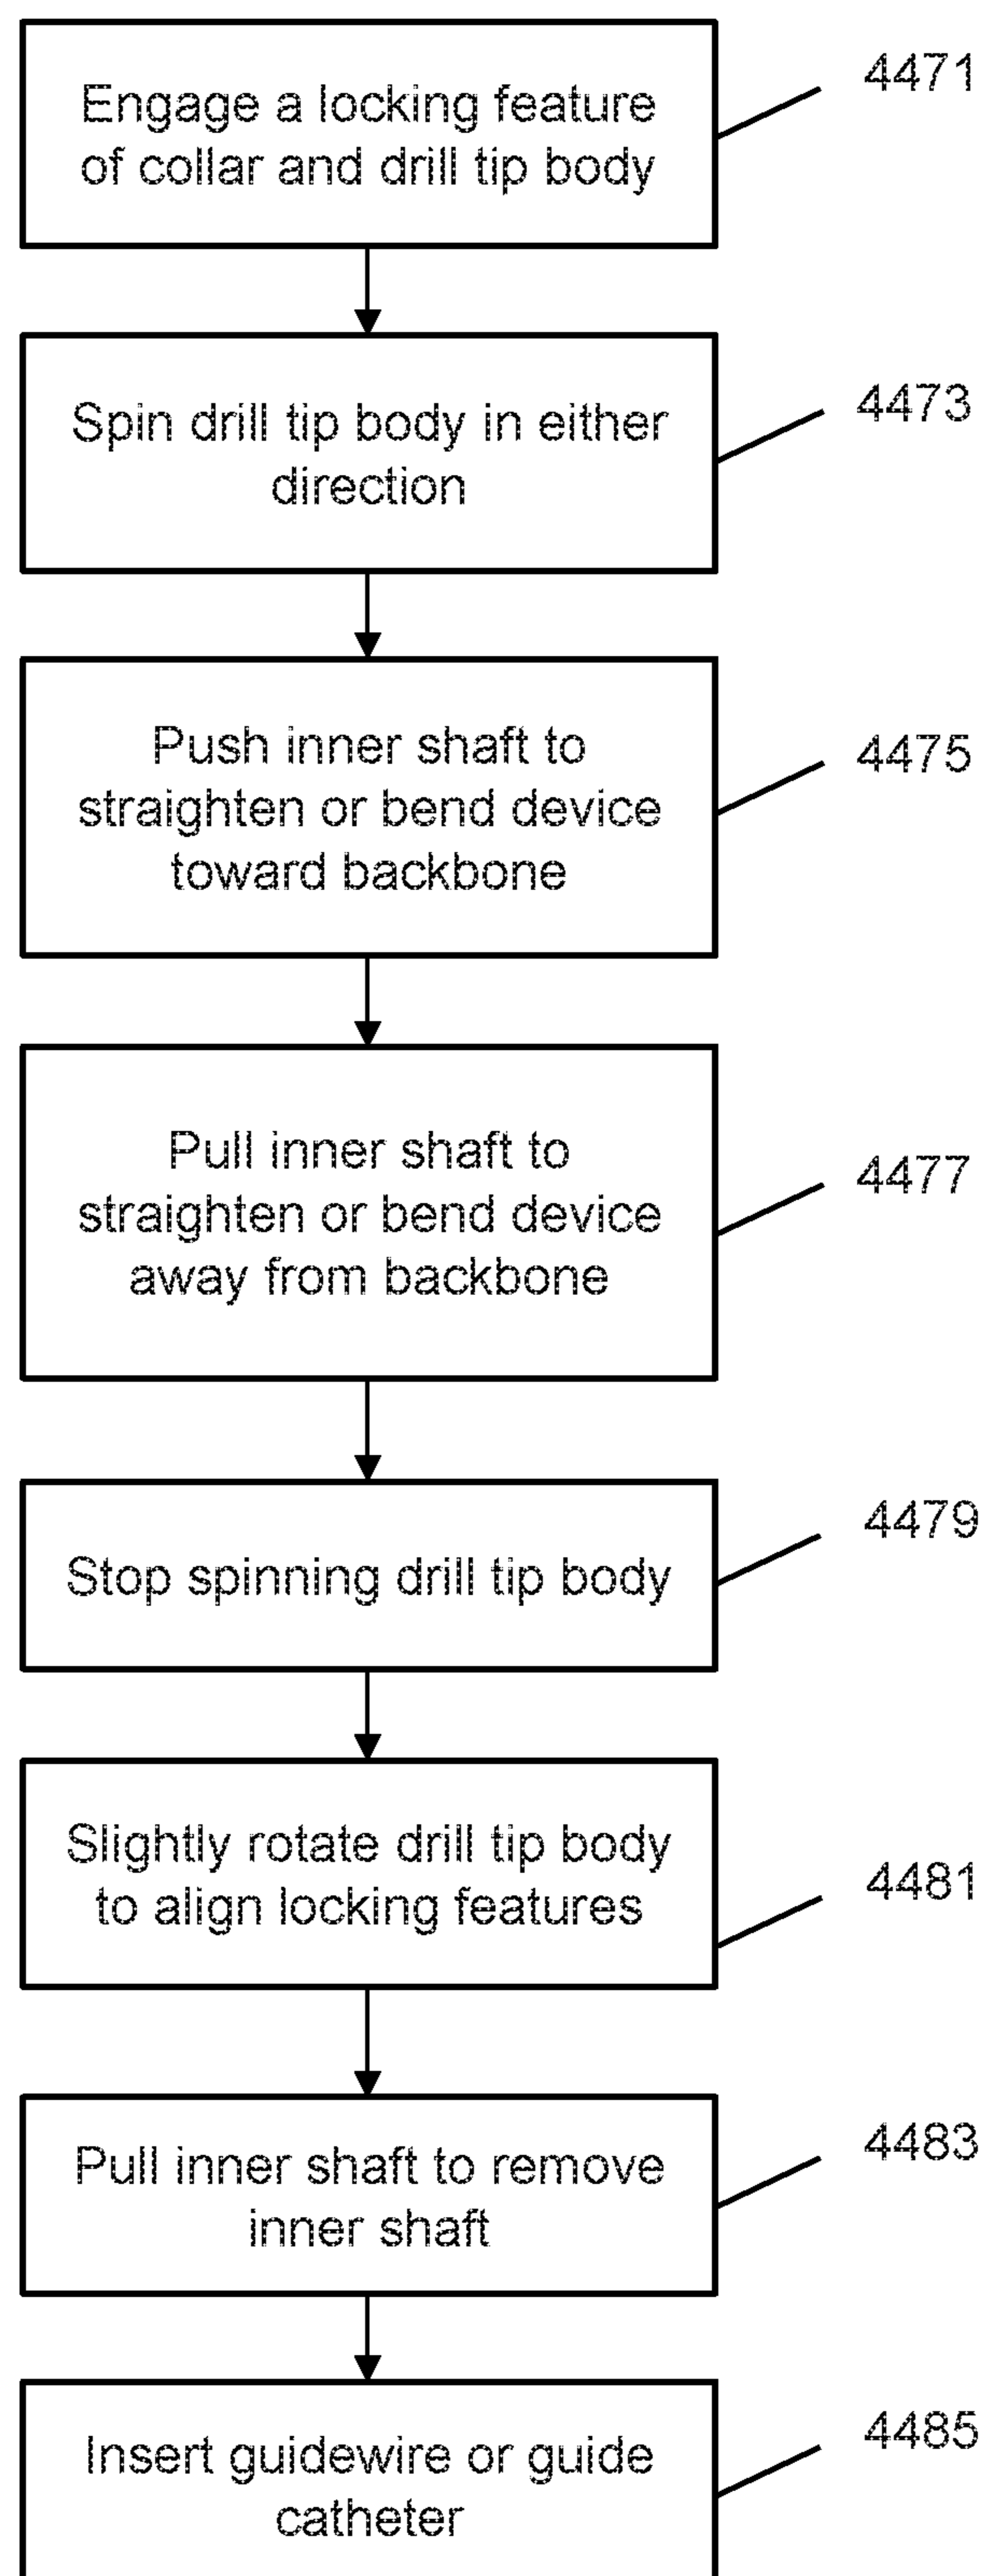 Engage a locking feature
of collar and drill tip body
4471
Spin drill tip body in either
direction
4473
Push inner shaft to
straighten or bend device
toward backbone
4475
Pull inner shaft to
straighten or bend device
away from backbone
4477
Stop spinning drill tip body
4479
Slightly rotate drill tip body
to align locking features
4481
Pull inner shaft to remove
inner shaft
4483
Insert guidewire or guide
catheter
4485